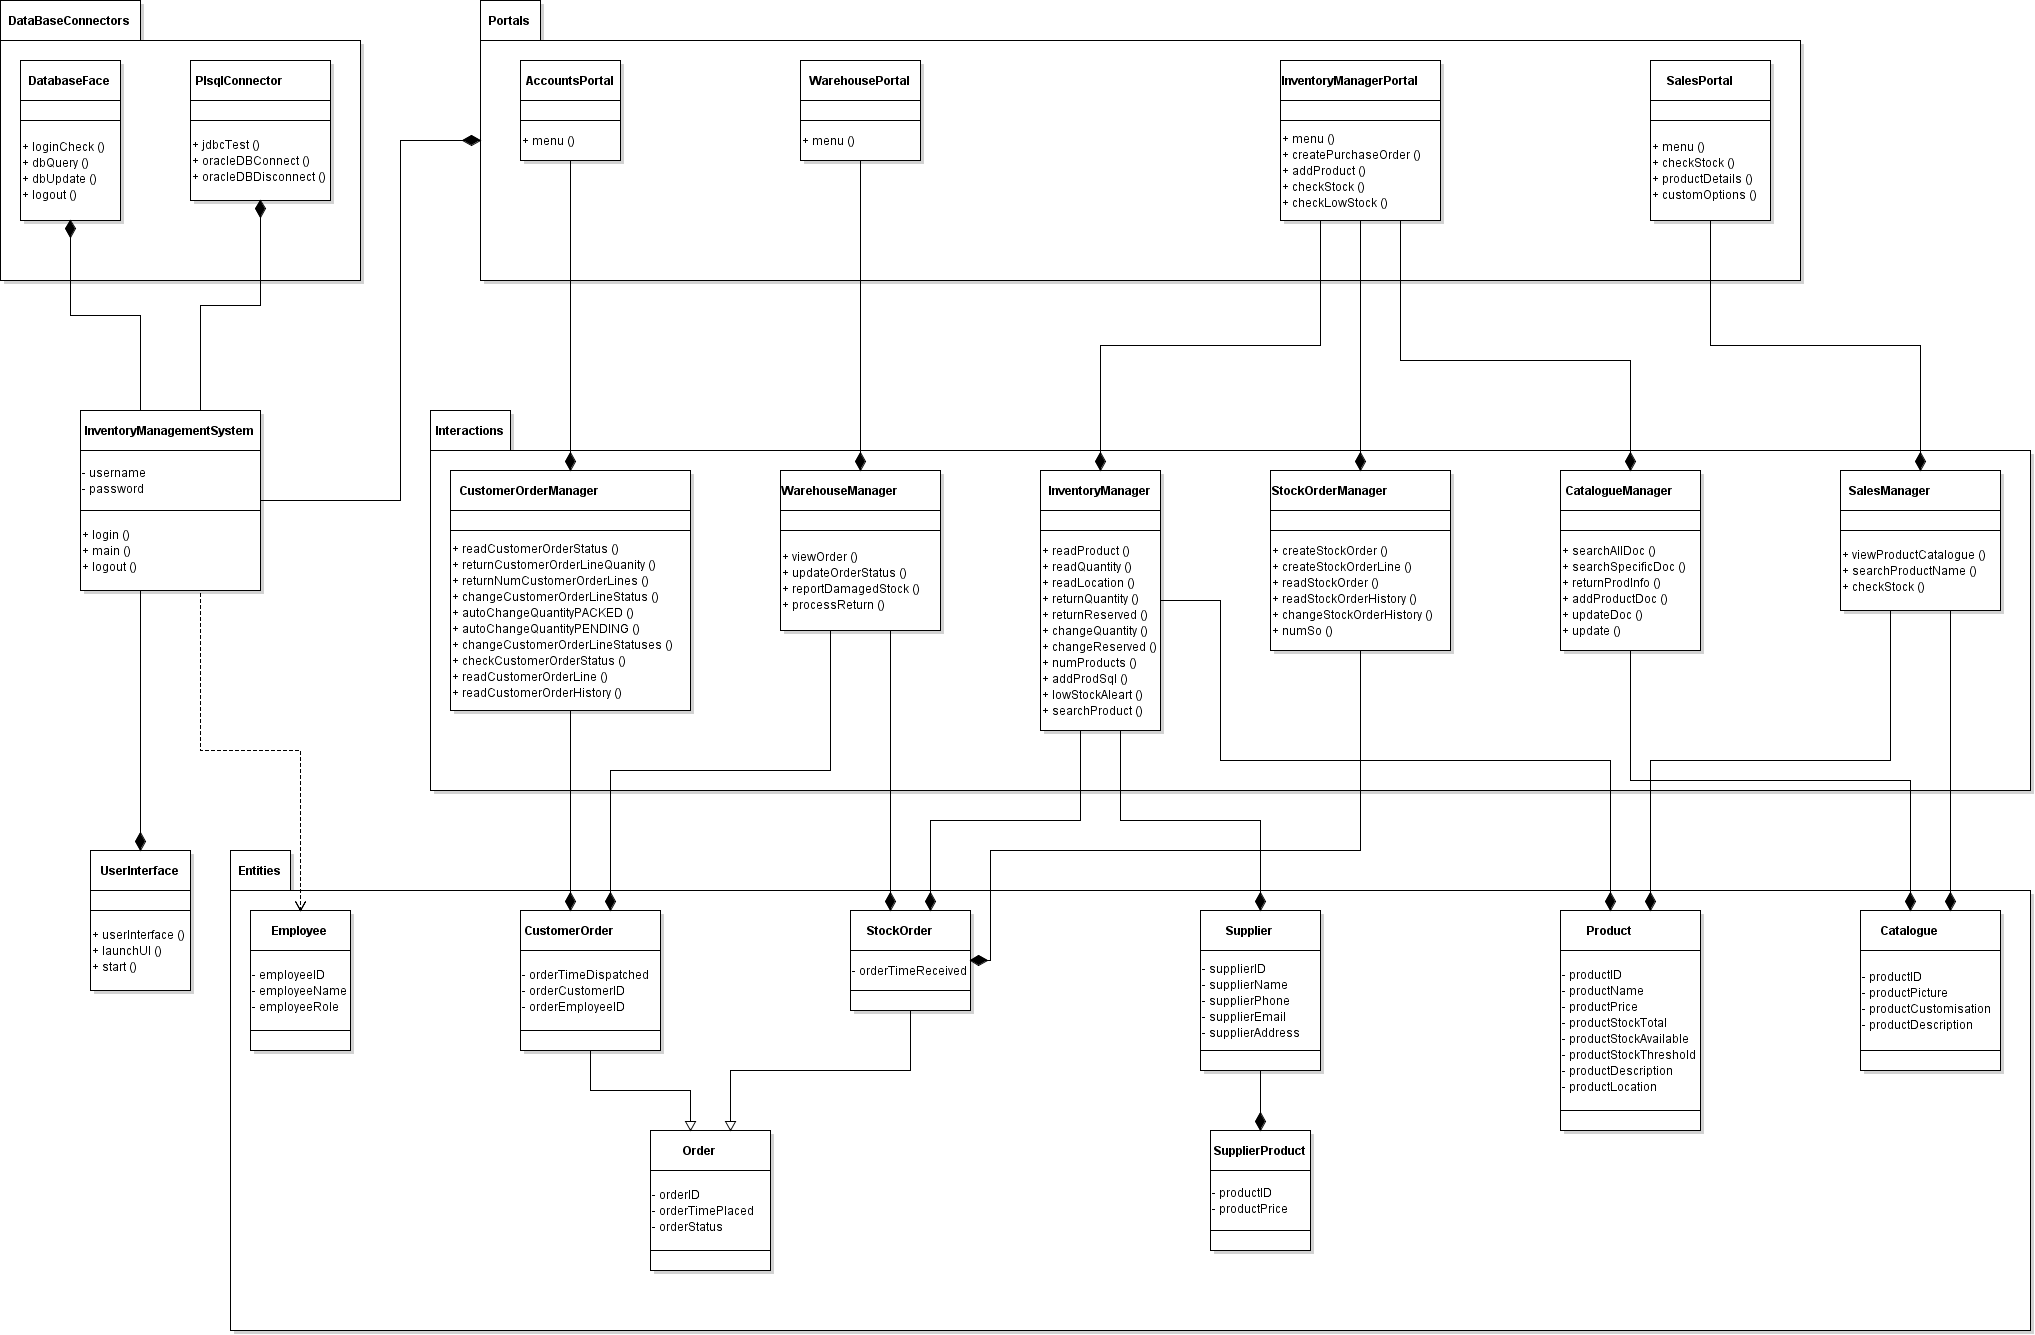 DataBaseConnectors
DatabaseFace
+ loginCheck ()
+ dbQuery ()
+ dbUpdate ()
+ logout ()
PlsqlConnector
+ jdbcTest ()
+ oracleDBConnect ()
+ oracleDBDisconnect ()
Portals
AccountsPortal
+ menu ()
WarehousePortal
+ menu ()
InventoryManagerPortal
+ menu ()
+ createPurchaseOrder ()
+ addProduct ()
+ checkStock ()
+ checkLowStock ()
SalesPortal
+ menu ()
+ checkStock ()
+ productDetails ()
+ customOptions ()
InventoryManagementSystem
- username
- password
+ login ()
+ main ()
+ logout ()
Interactions
CustomerOrderManager
+ readCustomerOrderStatus ()
+ returnCustomerOrderLineQuanity ()
+ returnNumCustomerOrderLines ()
+ changeCustomerOrderLineStatus ()
+ autoChangeQuantityPACKED ()
+ autoChangeQuantityPENDING ()
+ changeCustomerOrderLineStatuses ()
+ checkCustomerOrderStatus ()
+ readCustomerOrderLine ()
+ readCustomerOrderHistory ()
WarehouseManager
+ viewOrder ()
+ updateOrderStatus ()
+ reportDamagedStock ()
+ processReturn ()
InventoryManager
+ readProduct ()
+ readQuantity ()
+ readLocation ()
+ returnQuantity ()
+ returnReserved ()
+ changeQuantity ()
+ changeReserved ()
+ numProducts ()
+ addProdSql ()
+ lowStockAleart ()
+ searchProduct ()
StockOrderManager
+ createStockOrder ()
+ createStockOrderLine ()
+ readStockOrder ()
+ readStockOrderHistory ()
+ changeStockOrderHistory ()
+ numSo ()
CatalogueManager
+ searchAllDoc ()
+ searchSpecificDoc ()
+ returnProdInfo ()
+ addProductDoc ()
+ updateDoc ()
+ update ()
SalesManager
+ viewProductCatalogue ()
+ searchProductName ()
+ checkStock ()
UserInterface
+ userInterface ()
+ launchUI ()
+ start ()
Entities
Employee
- employeeID
- employeeName
- employeeRole
CustomerOrder
- orderTimeDispatched
- orderCustomerID
- orderEmployeeID
StockOrder
- orderTimeReceived
Supplier
- supplierID
- supplierName
- supplierPhone
- supplierEmail
- supplierAddress
Product
- productID
- productName
- productPrice
- productStockTotal
- productStockAvailable
- productStockThreshold
- productDescription
- productLocation
Catalogue
- productID
- productPicture
- productCustomisation
- productDescription
Order
- orderID
- orderTimePlaced
- orderStatus
SupplierProduct
- productID
- productPrice